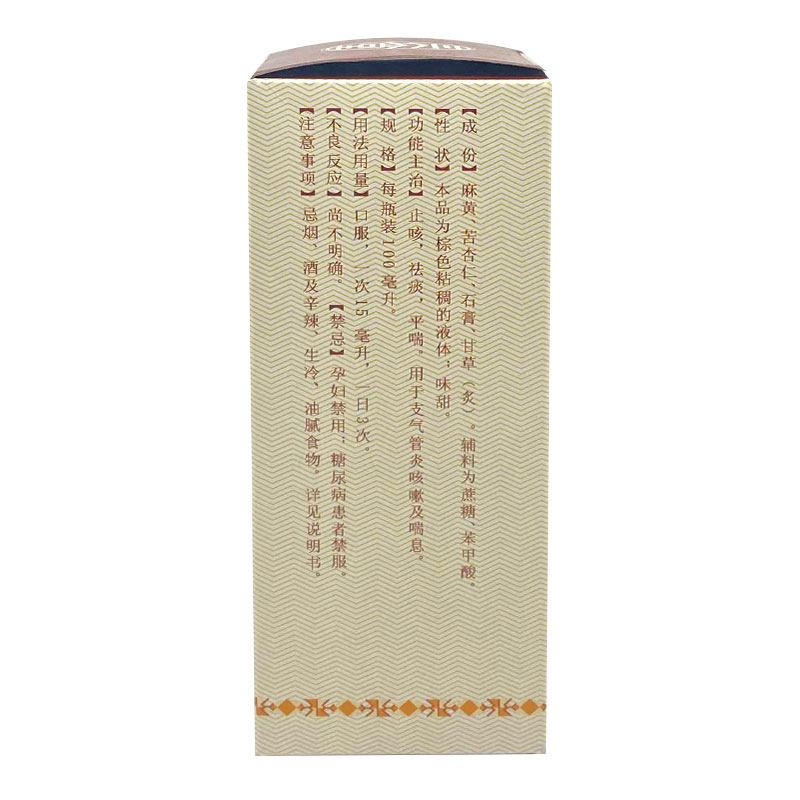 【成份】麻黄、苦杏仁、石膏、甘草（炙）。辅料为蔗糖、苯甲酸。
【性状】本品为棕色粘稠的液体；味甜。
【功能主治】止咳，祛痰，平喘。用于支气管炎咳嗽及喘息。
【规格】每瓶装100毫升。
【用法用量】口服，一次15毫升，一日3次。
【不良反应】尚不明确。【禁忌】孕妇禁用；糖尿病患者禁服。
【注意事项】忌烟、酒及辛辣、生冷、油腻食物。详见说明书。